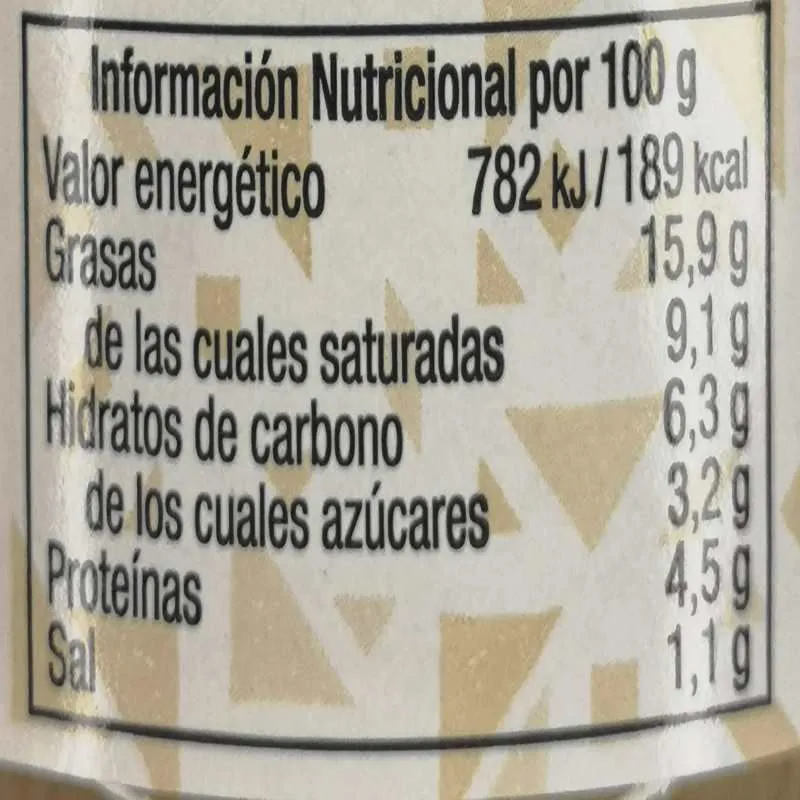 Información Nutricional por 100 g
Valor energético 782 kJ / 189 kcal
Grasas 15,9 g
de las cuales saturadas 9,1 g
Hidratos de carbono 6,3 g
de los cuales azúcares 3,2 g
Proteínas 4,5 g
Sal 1,1 g